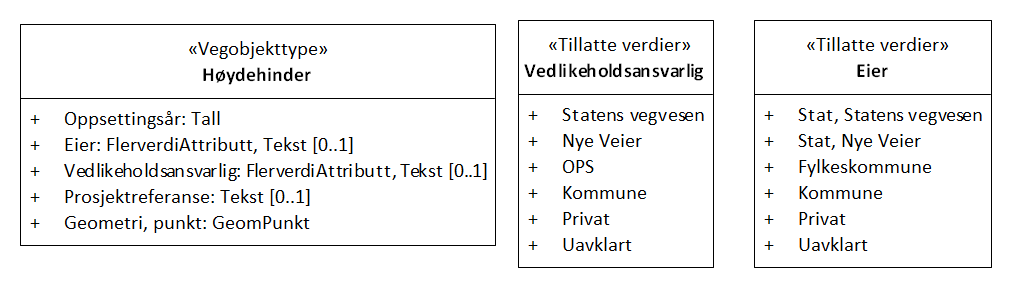 «Vegobjekttype»
Høydehinder
+ Oppsettingsår: Tall
+ Eier: FlerverdiAttributt, Tekst [0..1]
+ Vedlikeholdsansvarlig: FlerverdiAttributt, Tekst [0..1]
+ Prosjektreferanse: Tekst [0..1]
+ Geometri, punkt: GeomPunkt
«Tillatte verdier»
Vedlikeholdsansvarlig
+ Statens vegvesen
+ Nye Veier
+ OPS
+ Kommune
+ Privat
+ Uavklart
«Tillatte verdier»
Eier
+ Stat, Statens vegvesen
+ Stat, Nye Veier
+ Fylkeskommune
+ Kommune
+ Privat
+ Uavklart